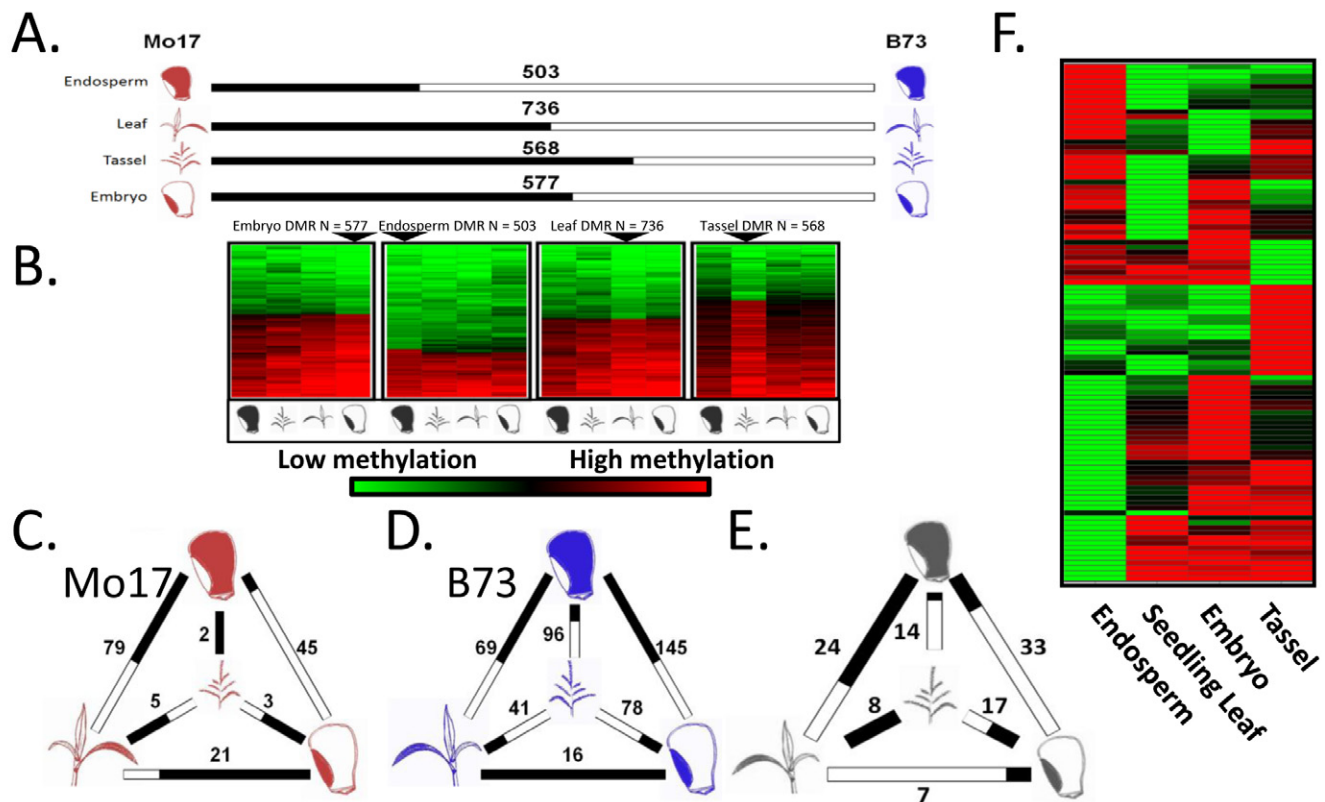 A.
Mo17
B73
Endosperm
503
Leaf
736
Tassel
568
Embryo
577
B.
Embryo DMR N = 577
Endosperm DMR N = 503
Leaf DMR N = 736
Tassel DMR N = 568
Low methylation
High methylation
C.
Mo17
79
2
45
5
3
21
D.
B73
69
96
145
41
78
16
E.
24
14
33
8
17
7
F.
Endosperm
Seedling Leaf
Embryo
Tassel